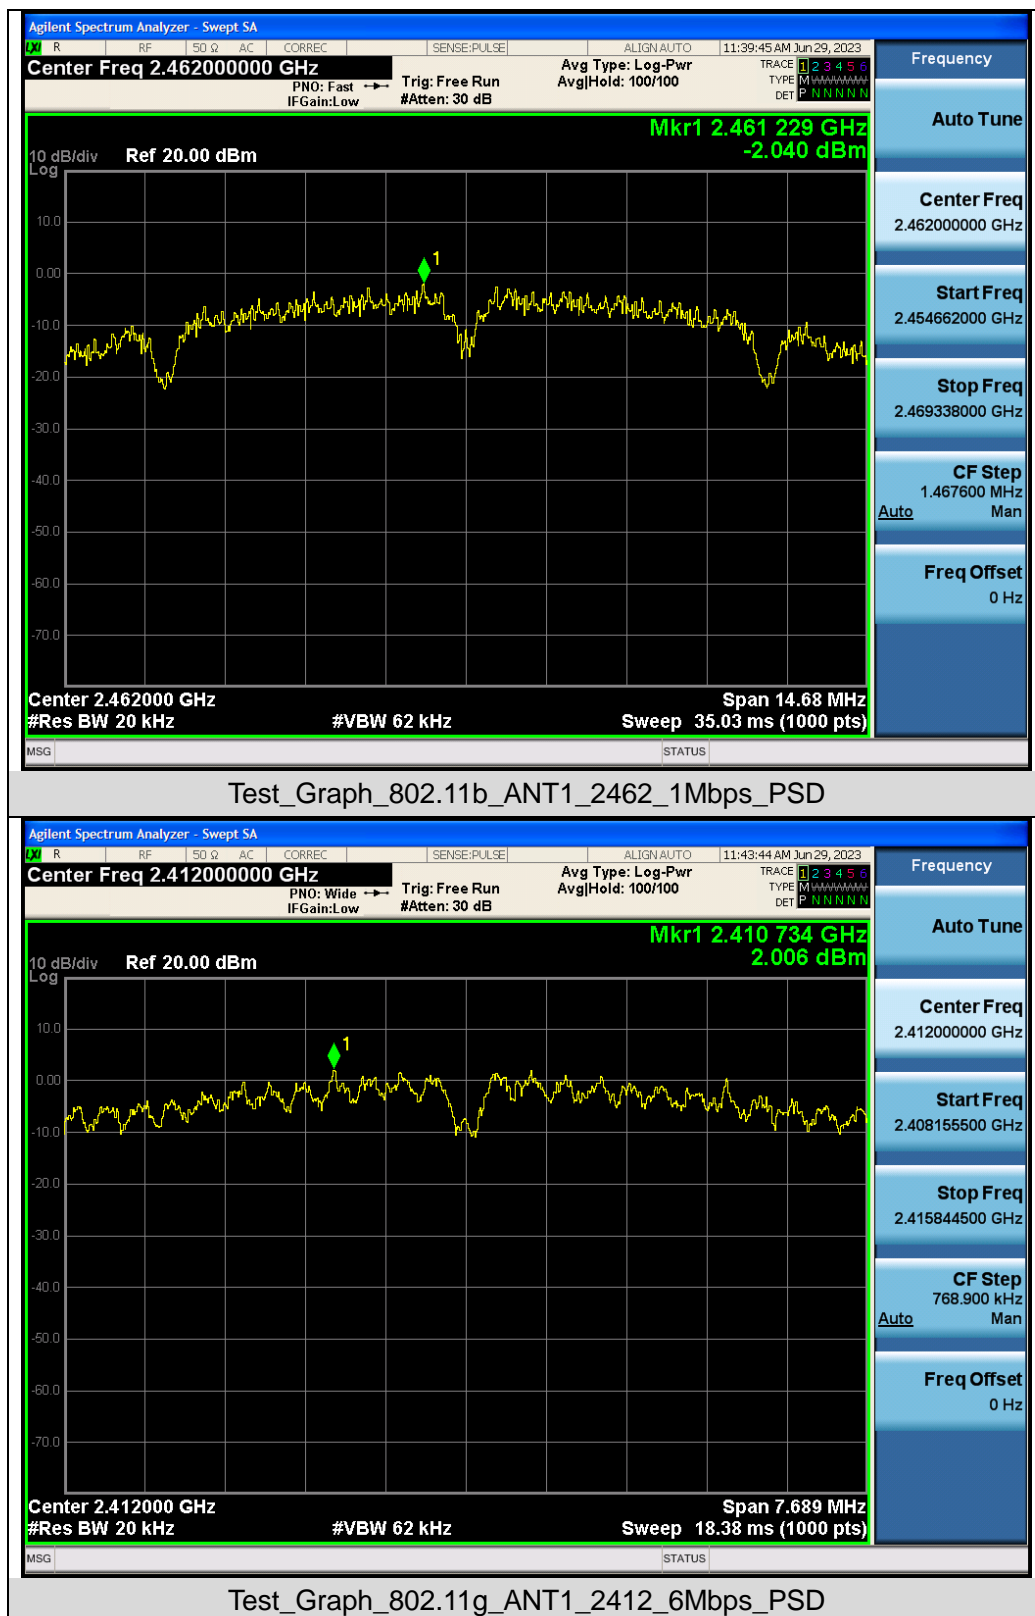 Agilent Spectrum Analyzer - Swept SA
LXI R RF 50 Ω AC CORREC SENSE:PULSE ALIGN AUTO 11:39:45 AM Jun 29, 2023
Center Freq 2.462000000 GHz
PNO: Fast
IFGain:Low
Trig: Free Run
#Atten: 30 dB
Avg Type: Log-Pwr
Avg|Hold: 100/100
TRACE 1 2 3 4 5 6
TYPE M
DET P N N N N N
Mkr1 2.461 229 GHz
-2.040 dBm
10 dB/div Ref 20.00 dBm
Log
10.0
0.00
-10.0
-20.0
-30.0
-40.0
-50.0
-60.0
-70.0
1
Center 2.462000 GHz Span 14.68 MHz
#Res BW 20 kHz #VBW 62 kHz Sweep 35.03 ms (1000 pts)
MSG STATUS
Frequency
Auto Tune
Center Freq
2.462000000 GHz
Start Freq
2.454662000 GHz
Stop Freq
2.469338000 GHz
CF Step
1.467600 MHz
Auto Man
Freq Offset
0 Hz
Test_Graph_802.11b_ANT1_2462_1Mbps_PSD
Agilent Spectrum Analyzer - Swept SA
LXI R RF 50 Ω AC CORREC SENSE:PULSE ALIGN AUTO 11:43:44 AM Jun 29, 2023
Center Freq 2.412000000 GHz
PNO: Wide
IFGain:Low
Trig: Free Run
#Atten: 30 dB
Avg Type: Log-Pwr
Avg|Hold: 100/100
TRACE 1 2 3 4 5 6
TYPE M
DET P N N N N N
Mkr1 2.410 734 GHz
2.006 dBm
10 dB/div Ref 20.00 dBm
Log
10.0
0.00
-10.0
-20.0
-30.0
-40.0
-50.0
-60.0
-70.0
1
Center 2.412000 GHz Span 7.689 MHz
#Res BW 20 kHz #VBW 62 kHz Sweep 18.38 ms (1000 pts)
MSG STATUS
Frequency
Auto Tune
Center Freq
2.412000000 GHz
Start Freq
2.408155500 GHz
Stop Freq
2.415844500 GHz
CF Step
768.900 kHz
Auto Man
Freq Offset
0 Hz
Test_Graph_802.11g_ANT1_2412_6Mbps_PSD